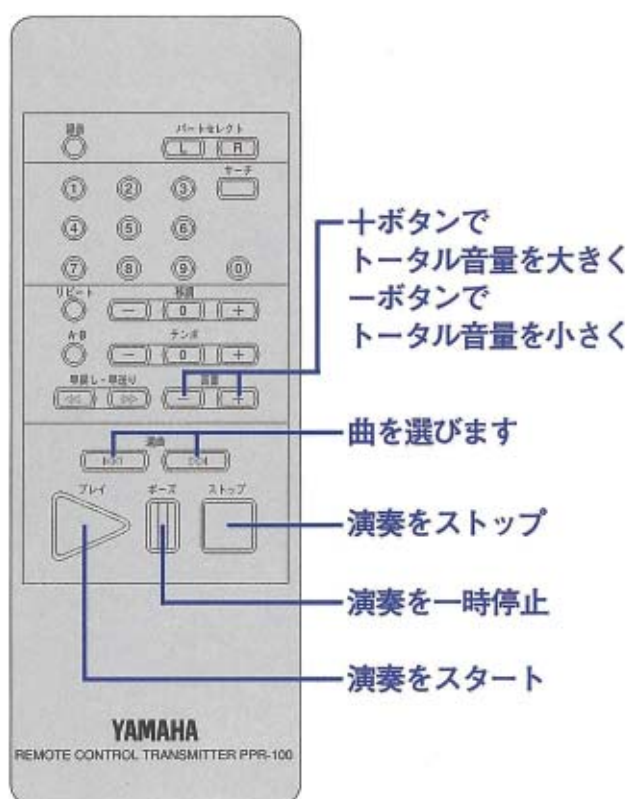 録音
パートセレクト
L R
サーチ
1 2 3
4 5 6
7 8 9 0
リピート 移調
− 0 +
A-B テンポ
− 0 +
早戻し・早送り 音量
− +
選曲
プレイ ポーズ ストップ
YAMAHA
REMOTE CONTROL TRANSMITTER PPR-100
+ボタンで
トータル音量を大きく
−ボタンで
トータル音量を小さく
曲を選びます
演奏をストップ
演奏を一時停止
演奏をスタート